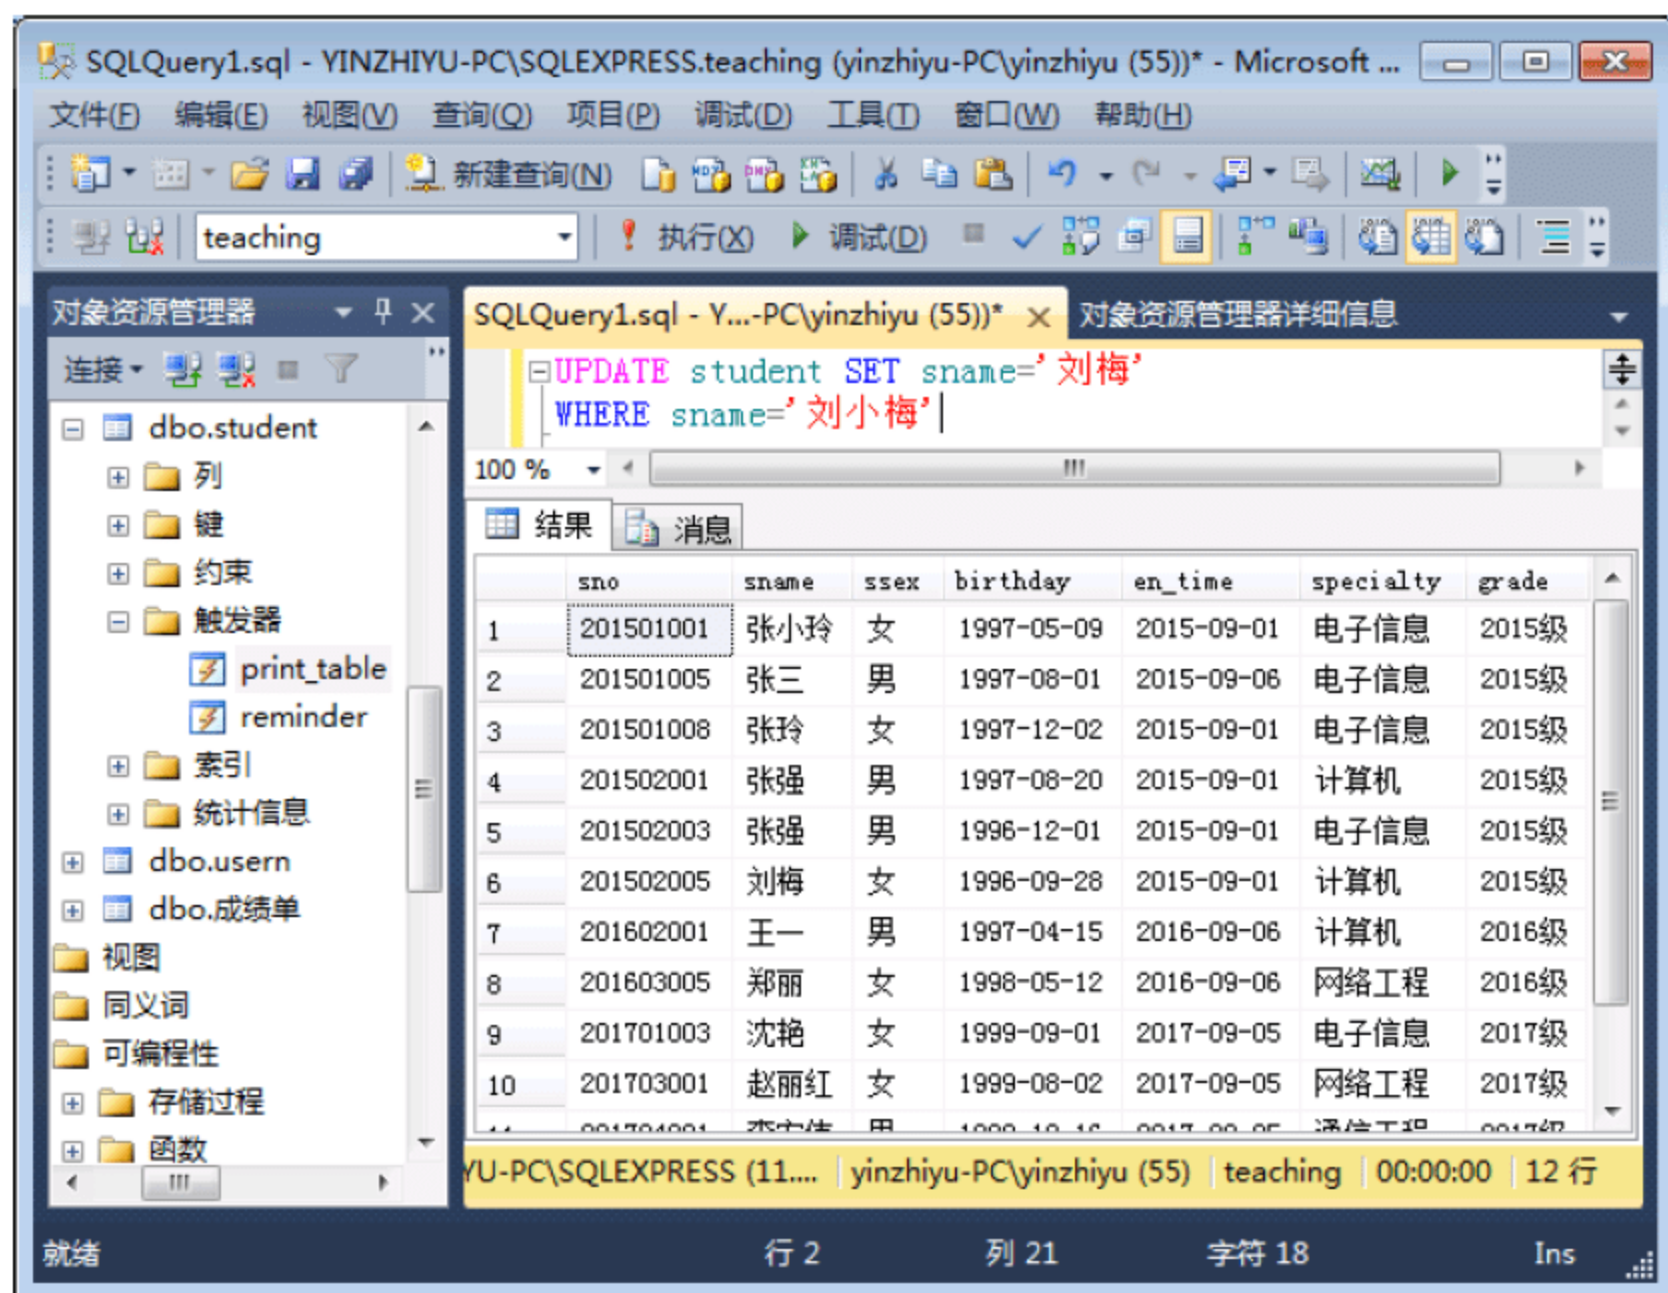 SQLQuery1.sql - YINZHIYU-PC\SQLEXPRESS.teaching (yinzhiyu-PC\yinzhiyu (55))* - Microsoft ...
文件(F) 编辑(E) 视图(V) 查询(Q) 项目(P) 调试(D) 工具(T) 窗口(W) 帮助(H)
新建查询(N)
teaching 执行(X) 调试(D)
对象资源管理器
连接
dbo.student
列
键
约束
触发器
print_table
reminder
索引
统计信息
dbo.usern
dbo.成绩单
视图
同义词
可编程性
存储过程
函数
SQLQuery1.sql - Y...-PC\yinzhiyu (55))* 对象资源管理器详细信息
UPDATE student SET sname='刘梅'
WHERE sname='刘小梅'
100 %
结果 消息
sno sname ssex birthday en_time specialty grade
1 201501001 张小玲 女 1997-05-09 2015-09-01 电子信息 2015级
2 201501005 张三 男 1997-08-01 2015-09-06 电子信息 2015级
3 201501008 张玲 女 1997-12-02 2015-09-01 电子信息 2015级
4 201502001 张强 男 1997-08-20 2015-09-01 计算机 2015级
5 201502003 张强 男 1996-12-01 2015-09-01 电子信息 2015级
6 201502005 刘梅 女 1996-09-28 2015-09-01 计算机 2015级
7 201602001 王一 男 1997-04-15 2016-09-06 计算机 2016级
8 201603005 郑丽 女 1998-05-12 2016-09-06 网络工程 2016级
9 201701003 沈艳 女 1999-09-01 2017-09-05 电子信息 2017级
10 201703001 赵丽红 女 1999-08-02 2017-09-05 网络工程 2017级
YU-PC\SQLEXPRESS (11.... yinzhiyu-PC\yinzhiyu (55) teaching 00:00:00 12 行
就绪 行 2 列 21 字符 18 Ins